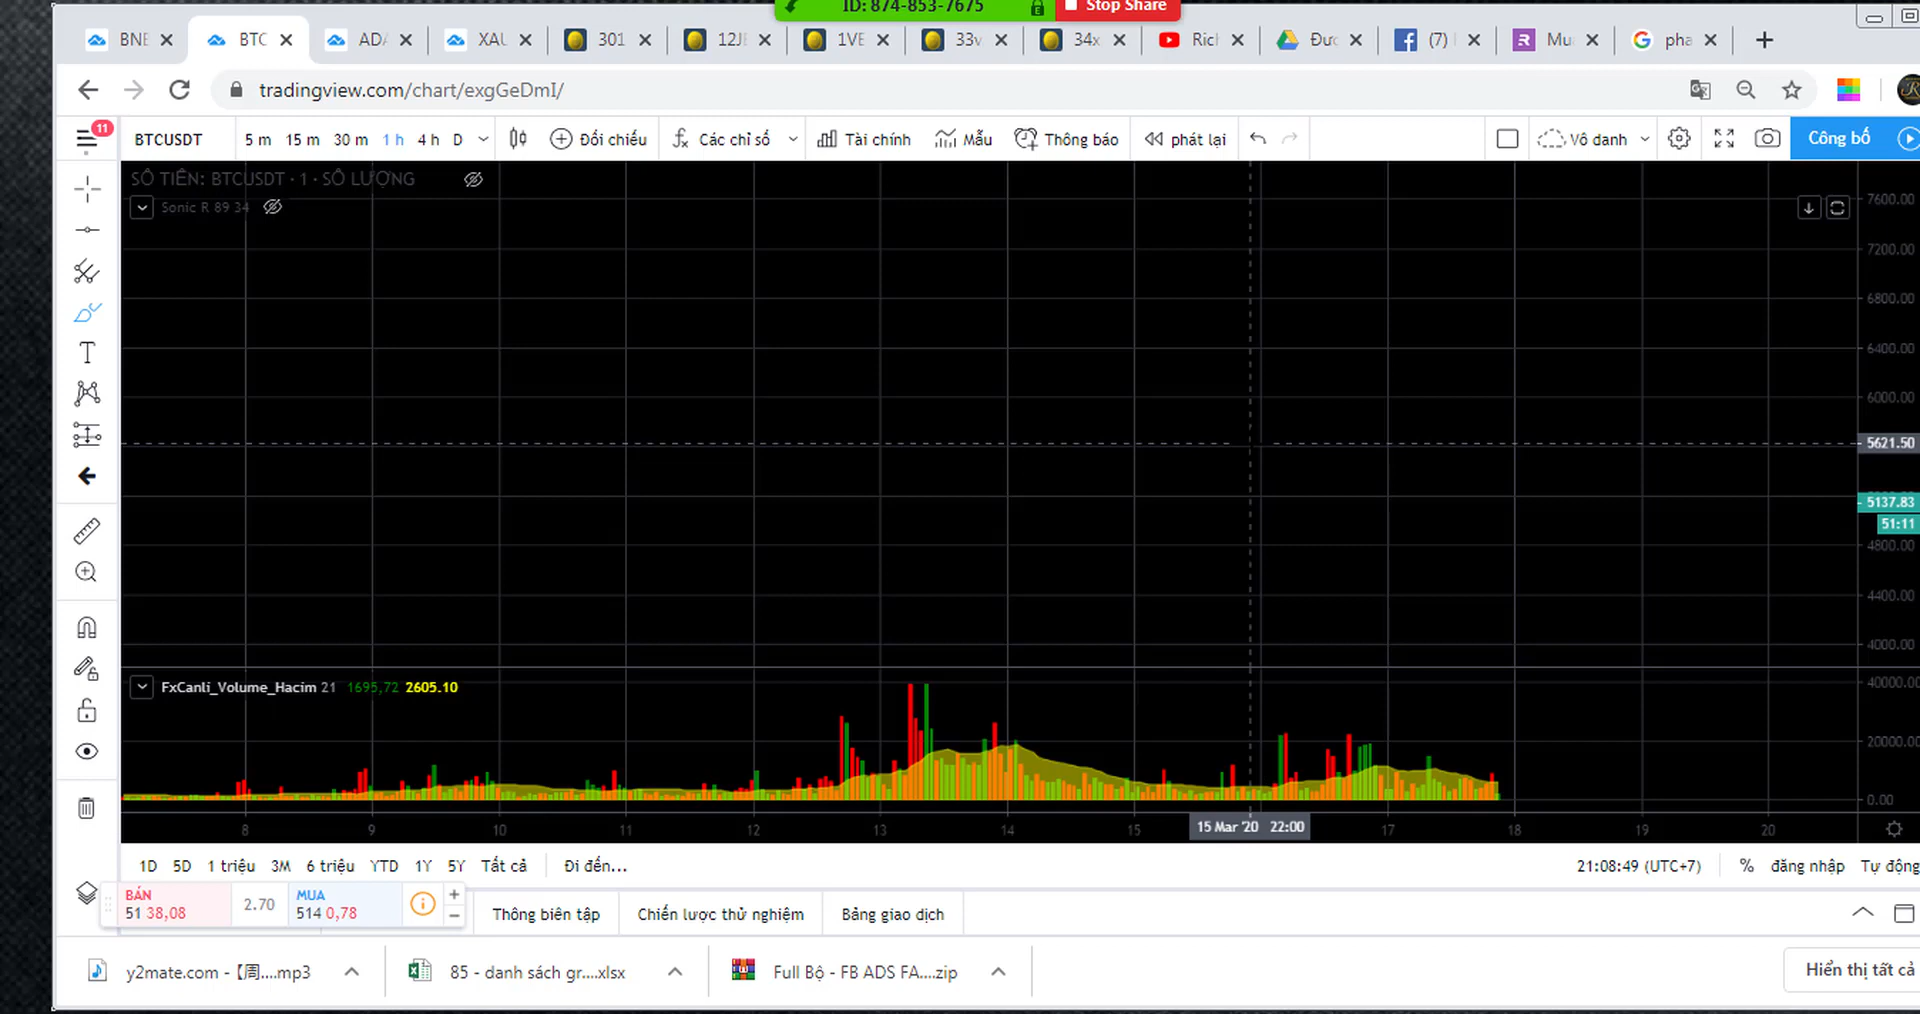 ID: 874-853-7675
Stop Share
BNB
BTC
ADA
XAU
301
12J
1VE
33v
34x
Rich
Đưc
(7)
Mu
pha
tradingview.com/chart/exgGeDmI/
11
BTCUSDT
5 m 15 m 30 m 1 h 4 h D
Đối chiếu
Các chỉ số
Tài chính
Mẫu
Thông báo
phát lại
Vô danh
Công bố
SỐ TIỀN: BTCUSDT · 1 · SỐ LƯỢNG
Sonic R 89 34
7600.00
7200.00
6800.00
6400.00
6000.00
5621.50
5137.83
51:11
4800.00
4400.00
4000.00
FxCanli_Volume_Hacim 21 1695,72 2605.10
40000.00
20000.00
0.00
8 9 10 11 12 13 14 15 15 Mar '20 22:00 17 18 19 20
1D 5D 1 triệu 3M 6 triệu YTD 1Y 5Y Tất cả Đi đến...
21:08:49 (UTC+7) % đăng nhập Tự động
BÁN
51 38,08
2.70
MUA
514 0,78
Thông biên tập
Chiến lược thử nghiệm
Bảng giao dịch
y2mate.com - 【周....mp3
85 - danh sách gr....xlsx
Full Bộ - FB ADS FA....zip
Hiển thị tất cả